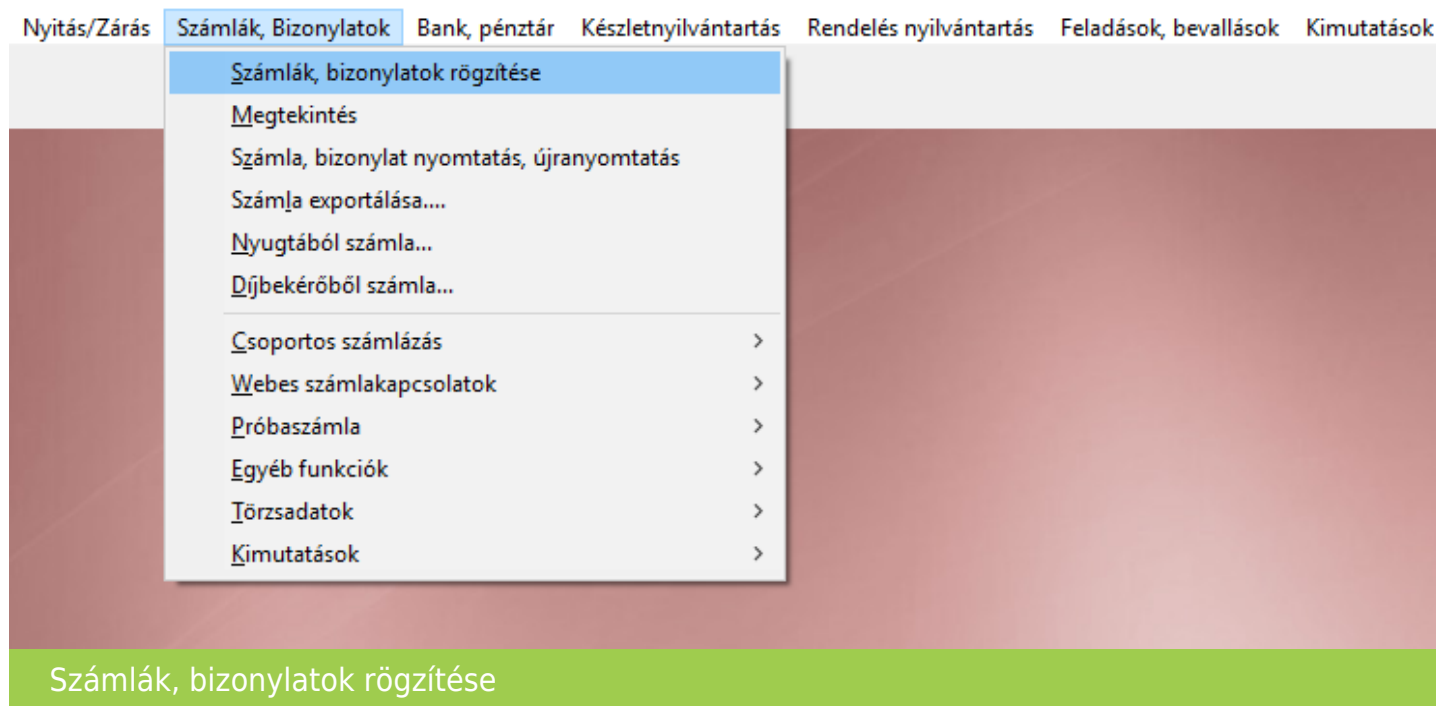 Nyitás/Zárás Számlák, Bizonylatok Bank, pénztár Készletnyilvántartás Rendelés nyilvántartás Feladások, bevallások Kimutatások
Számlák, bizonylatok rögzítése
Megtekintés
Számla, bizonylat nyomtatás, újranyomtatás
Számla exportálása....
Nyugtából számla...
Díjbekérőből számla...
Csoportos számlázás
Webes számlakapcsolatok
Próbaszámla
Egyéb funkciók
Törzsadatok
Kimutatások
Számlák, bizonylatok rögzítése